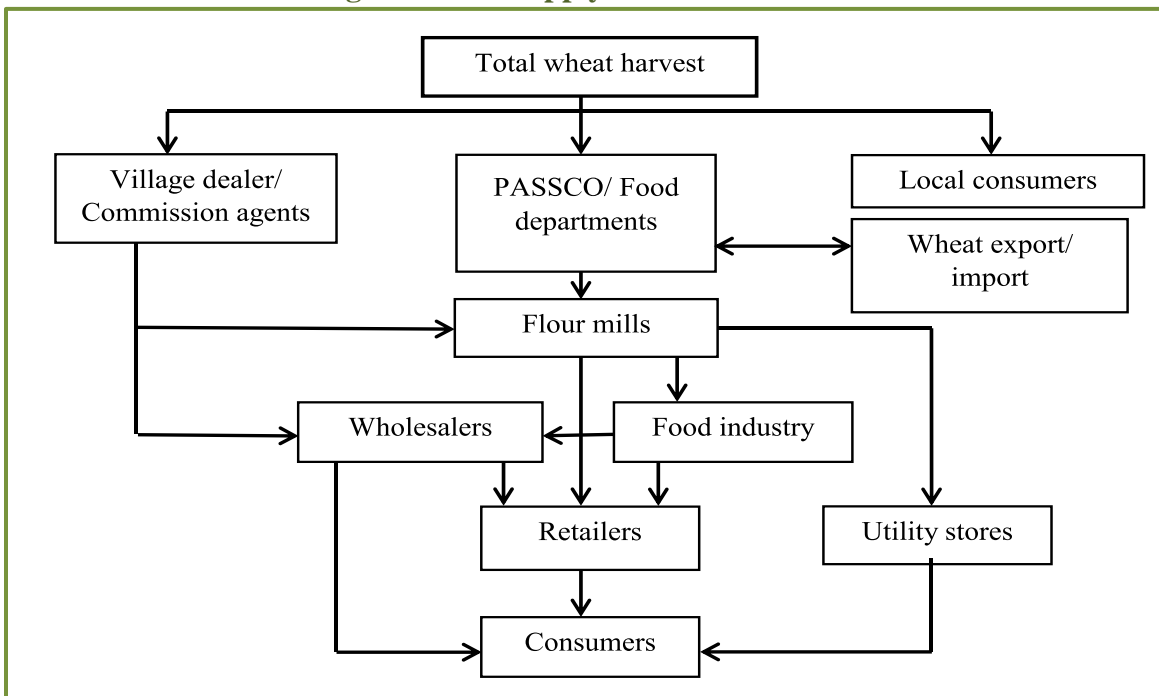 Total wheat harvest
Village dealer/
Commission agents
PASSCO/ Food
departments
Local consumers
Wheat export/
import
Flour mills
Wholesalers
Food industry
Retailers
Utility stores
Consumers